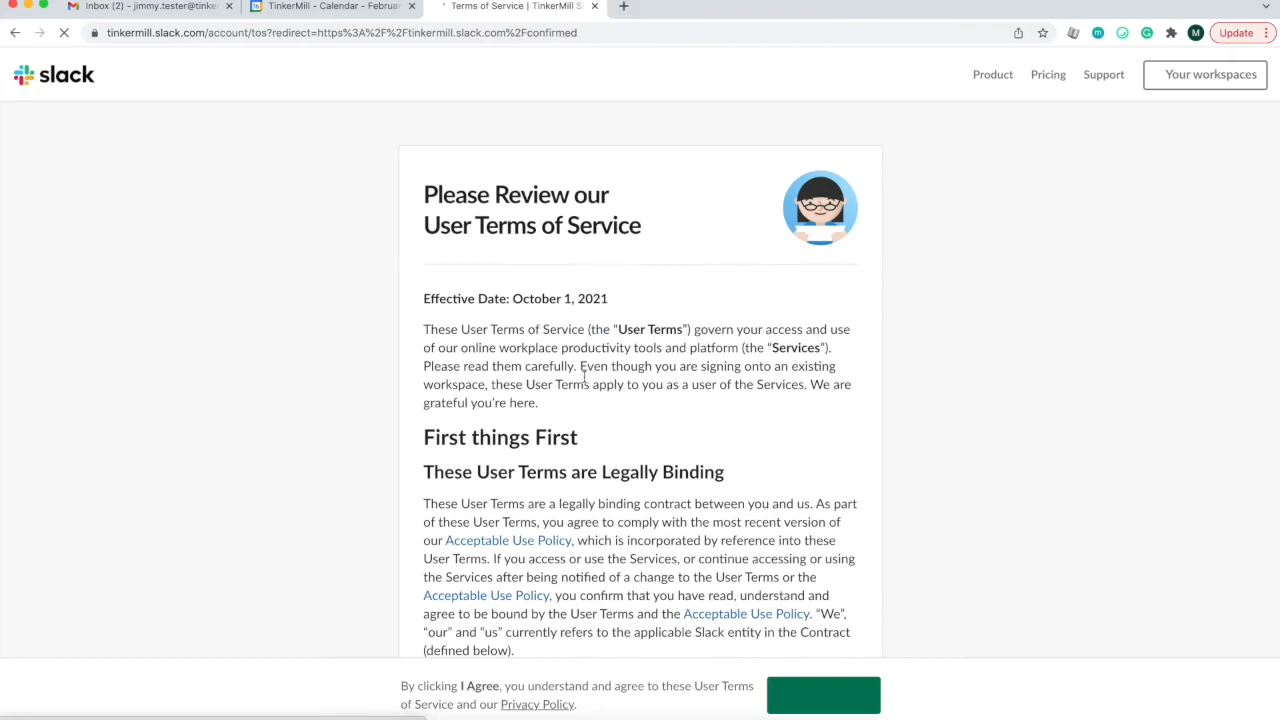 Inbox (2) - jimmy.tester@tinker
TinkerMill - Calendar - Februar
Terms of Service | TinkerMill S
tinkermill.slack.com/account/tos?redirect=https%3A%2F%2Ftinkermill.slack.com%2Fconfirmed
M
Update
slack
Product
Pricing
Support
Your workspaces
Please Review our
User Terms of Service
Effective Date: October 1, 2021
These User Terms of Service (the “User Terms”) govern your access and use
of our online workplace productivity tools and platform (the “Services”).
Please read them carefully. Even though you are signing onto an existing
workspace, these User Terms apply to you as a user of the Services. We are
grateful you’re here.
First things First
These User Terms are Legally Binding
These User Terms are a legally binding contract between you and us. As part
of these User Terms, you agree to comply with the most recent version of
our Acceptable Use Policy, which is incorporated by reference into these
User Terms. If you access or use the Services, or continue accessing or using
the Services after being notified of a change to the User Terms or the
Acceptable Use Policy, you confirm that you have read, understand and
agree to be bound by the User Terms and the Acceptable Use Policy. “We”,
“our” and “us” currently refers to the applicable Slack entity in the Contract
(defined below).
By clicking I Agree, you understand and agree to these User Terms
of Service and our Privacy Policy.